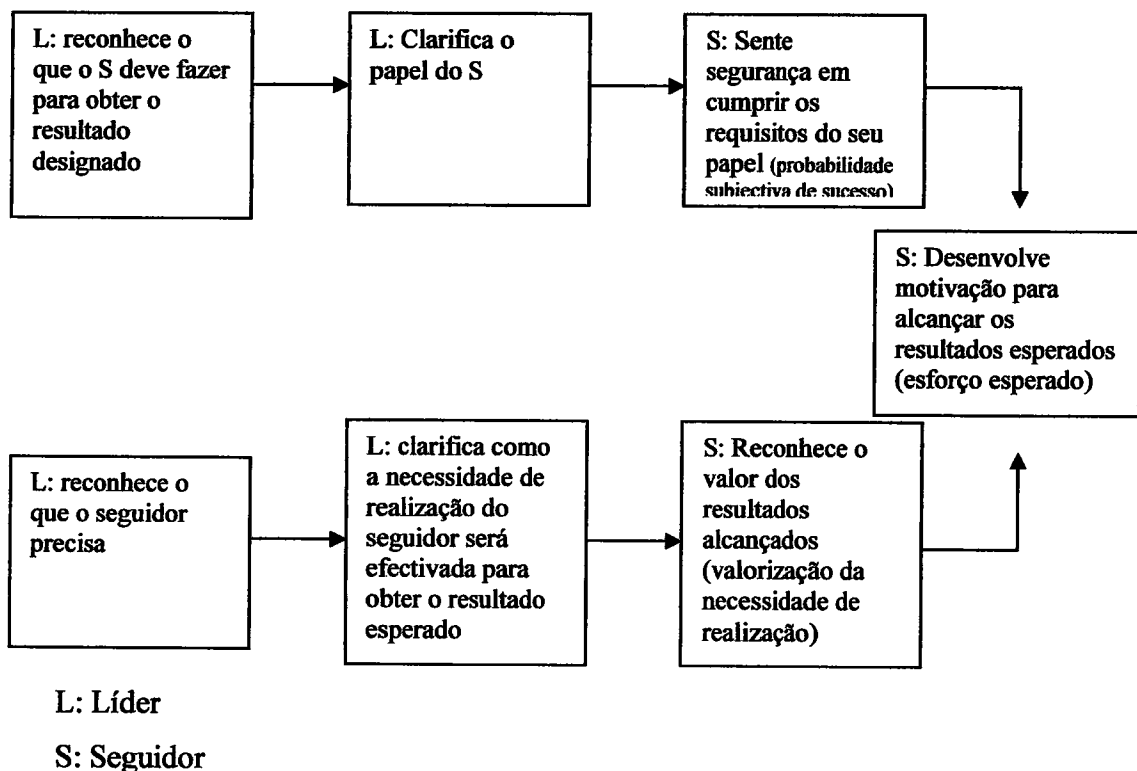 L: reconhece o
que o S deve fazer
para obter o
resultado
designado
L: Clarifica o
papel do S
S: Sente
segurança em
cumprir os
requisitos do seu
papel (probabilidade
subjectiva de sucesso)
S: Desenvolve
motivação para
alcançar os
resultados esperados
(esforço esperado)
L: reconhece o
que o seguidor
precisa
L: clarifica como
a necessidade de
realização do
seguidor será
efectivada para
obter o resultado
esperado
S: Reconhece o
valor dos
resultados
alcançados
(valorização da
necessidade de
realização)
L: Líder
S: Seguidor